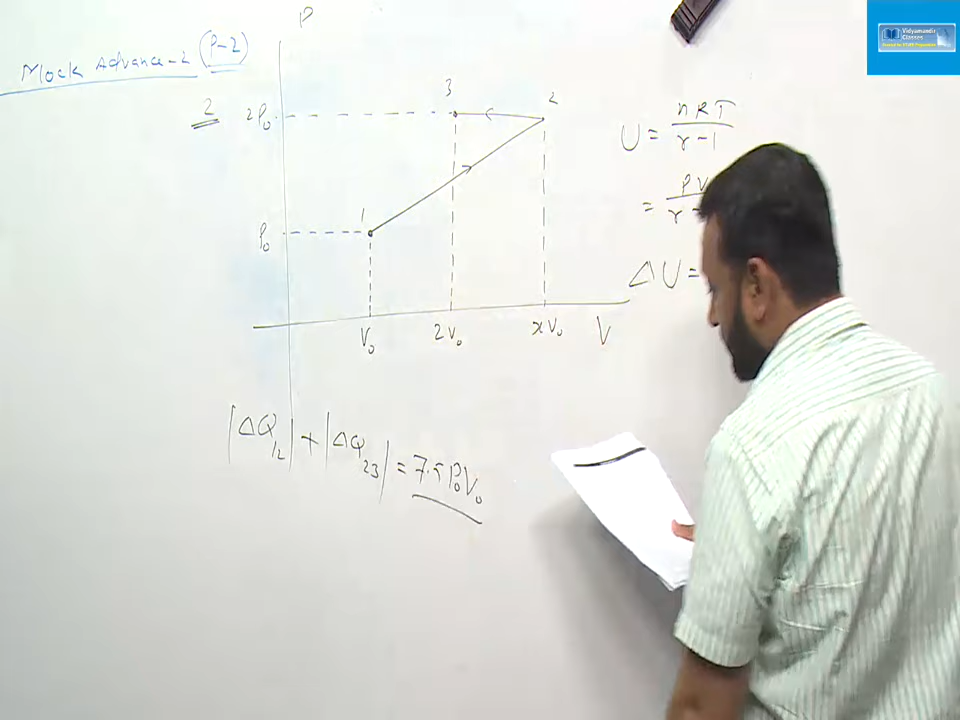 Mock Advance-2 (P-2)
2
P
2P₀
P₀
1
2
3
V₀
2V₀
xV₀
V
U = nRT / r-1
= PV / r-
ΔU =
|ΔQ₁₂| + |ΔQ₂₃| = 7.5 P₀V₀
Vidyamandir
Classes